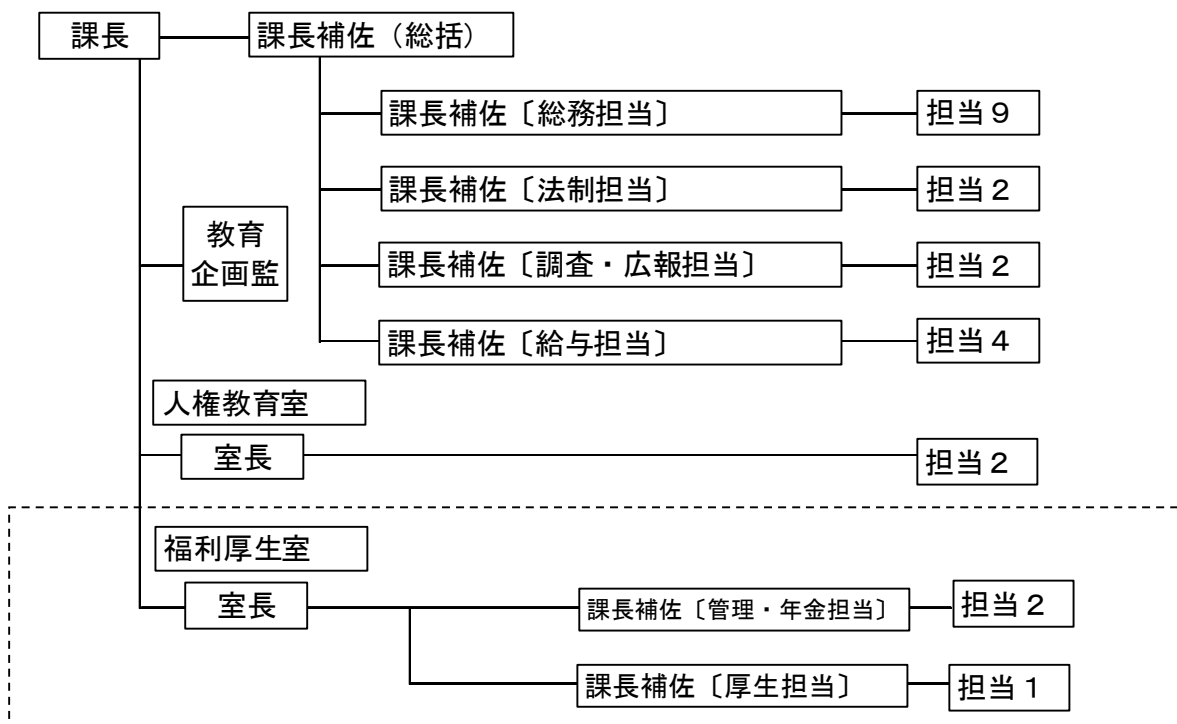 課長
課長補佐（総括）
課長補佐〔総務担当〕
担当９
課長補佐〔法制担当〕
担当２
教育
企画監
課長補佐〔調査・広報担当〕
担当２
課長補佐〔給与担当〕
担当４
人権教育室
室長
担当２
福利厚生室
室長
課長補佐〔管理・年金担当〕
担当２
課長補佐〔厚生担当〕
担当１